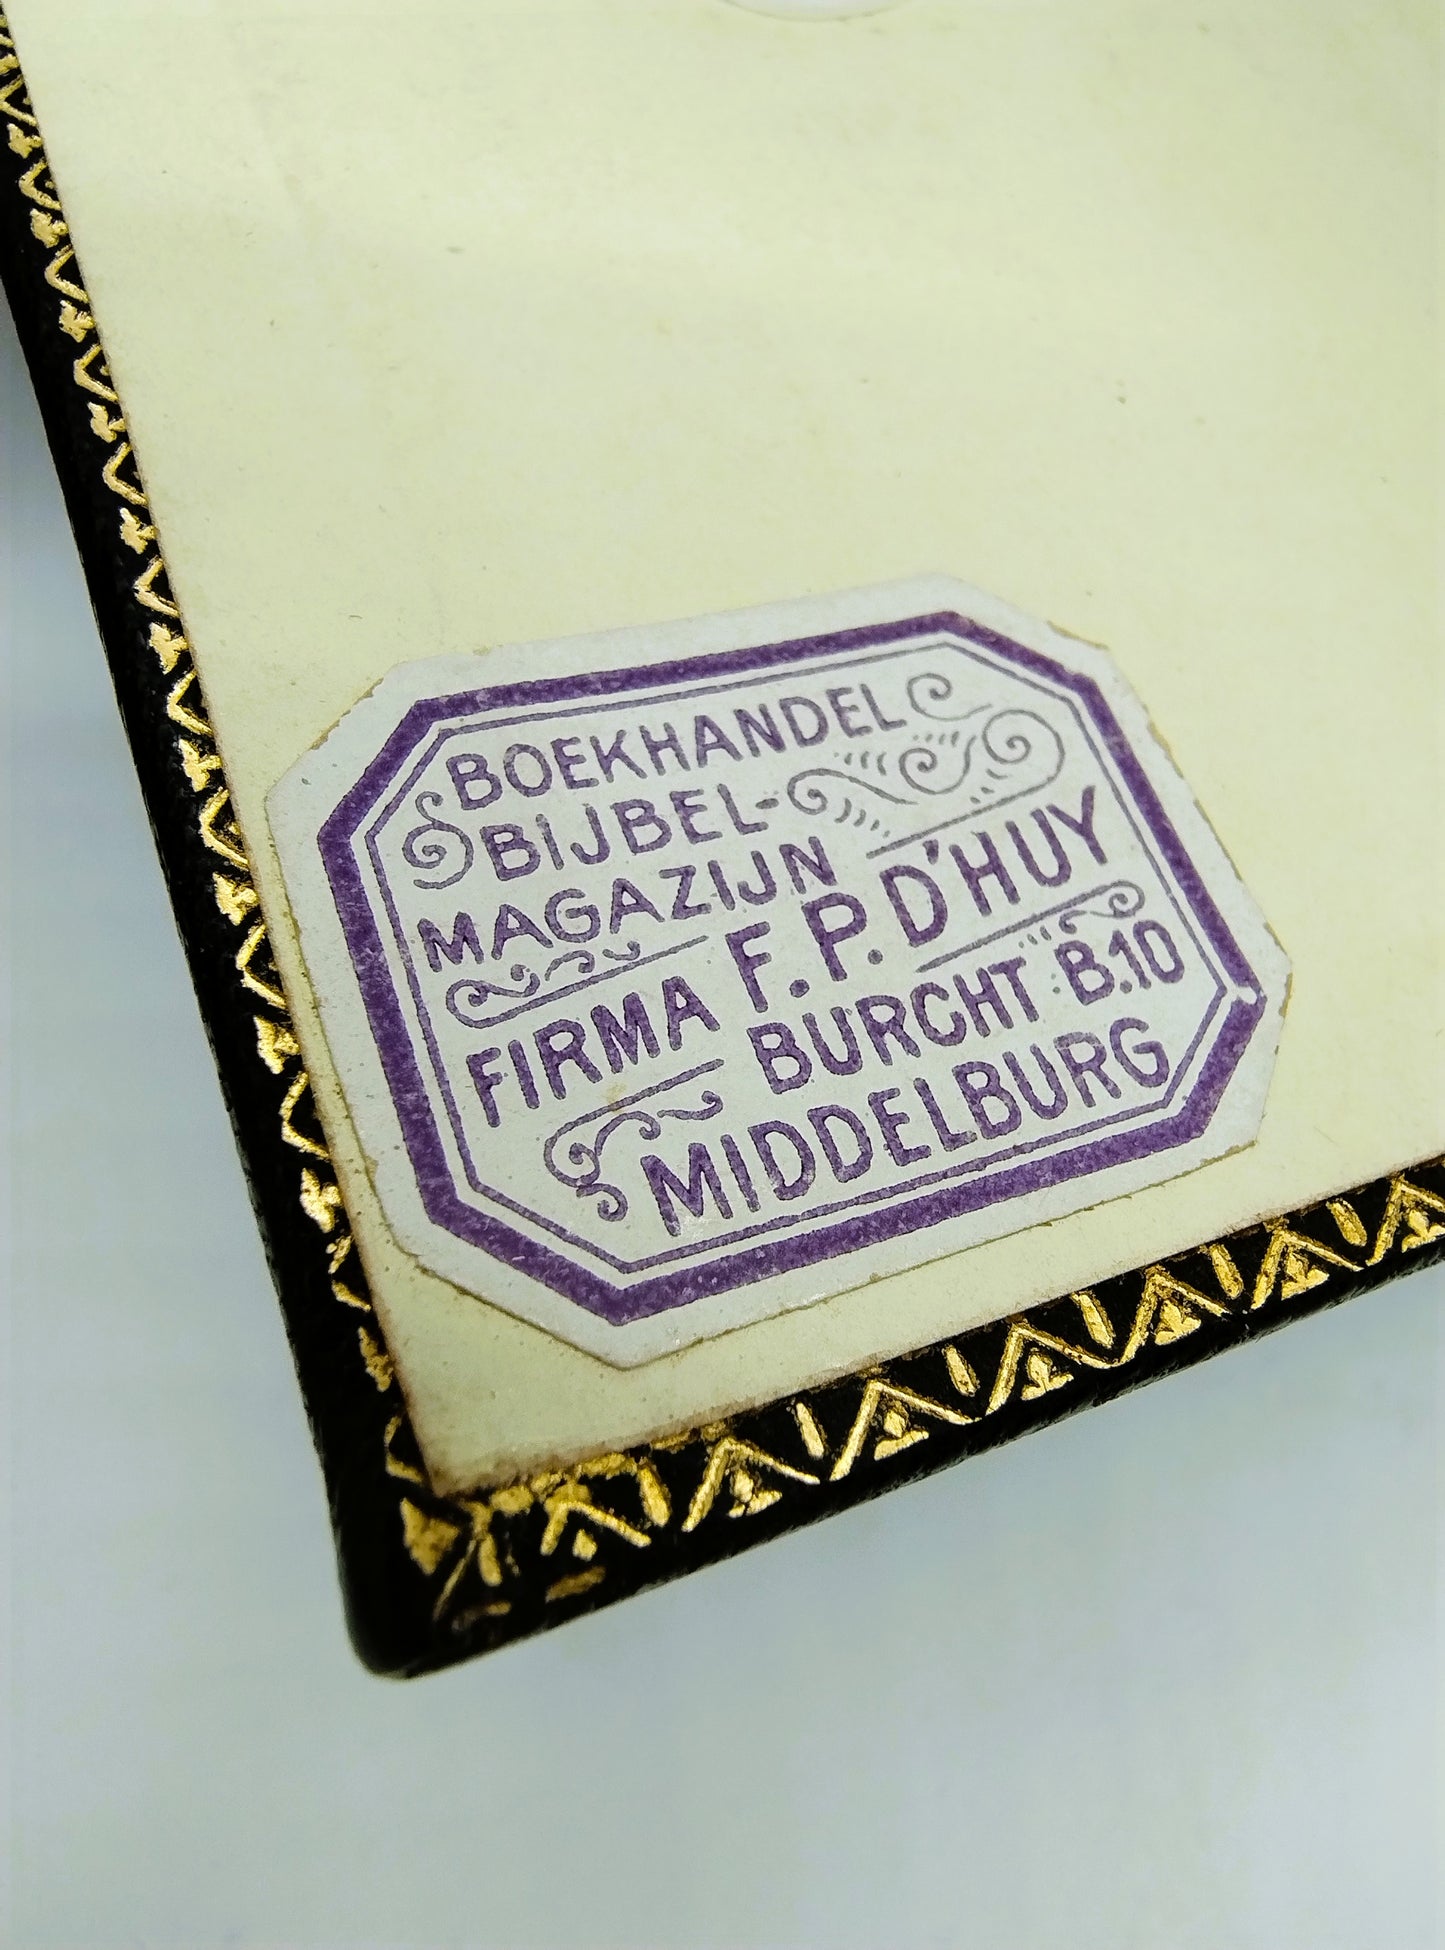 BOEKHANDEL
BIJBEL-
MAGAZIJN
FIRMA F. P. D'HUY
BURCHT B.10
MIDDELBURG